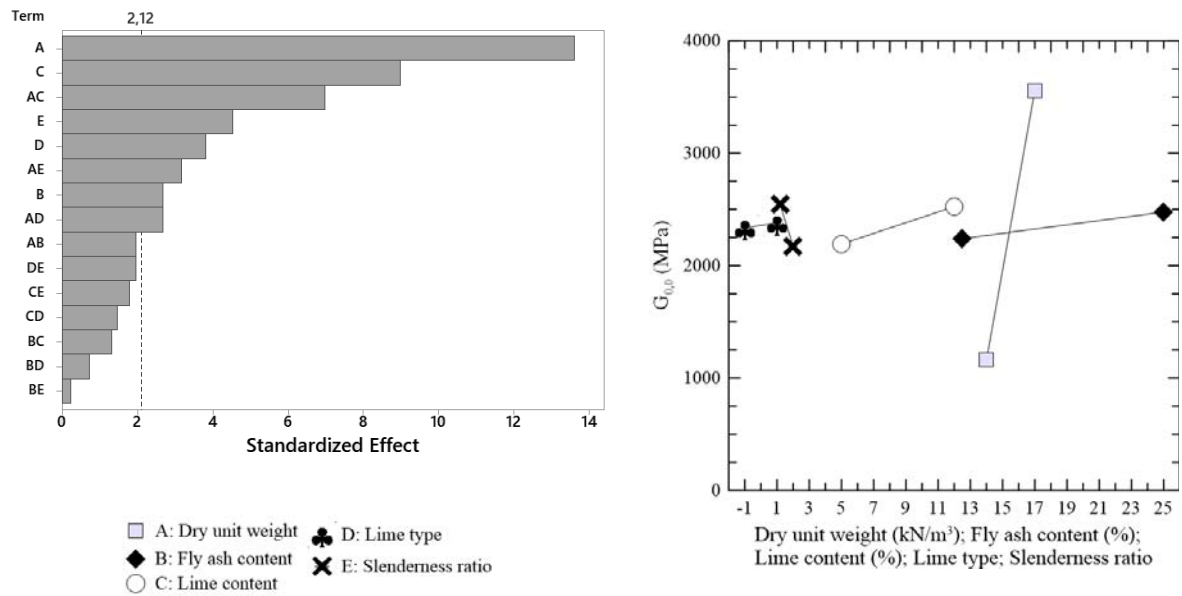 Term
2,12
A
C
AC
E
D
AE
B
AD
AB
DE
CE
CD
BC
BD
BE
0 2 4 6 8 10 12 14
Standardized Effect
4000
3000
2000
1000
0
G0,0 (MPa)
-1 1 3 5 7 9 11 13 15 17 19 21 23 25
Dry unit weight (kN/m³); Fly ash content (%);
Lime content (%); Lime type; Slenderness ratio
A: Dry unit weight
B: Fly ash content
C: Lime content
D: Lime type
E: Slenderness ratio